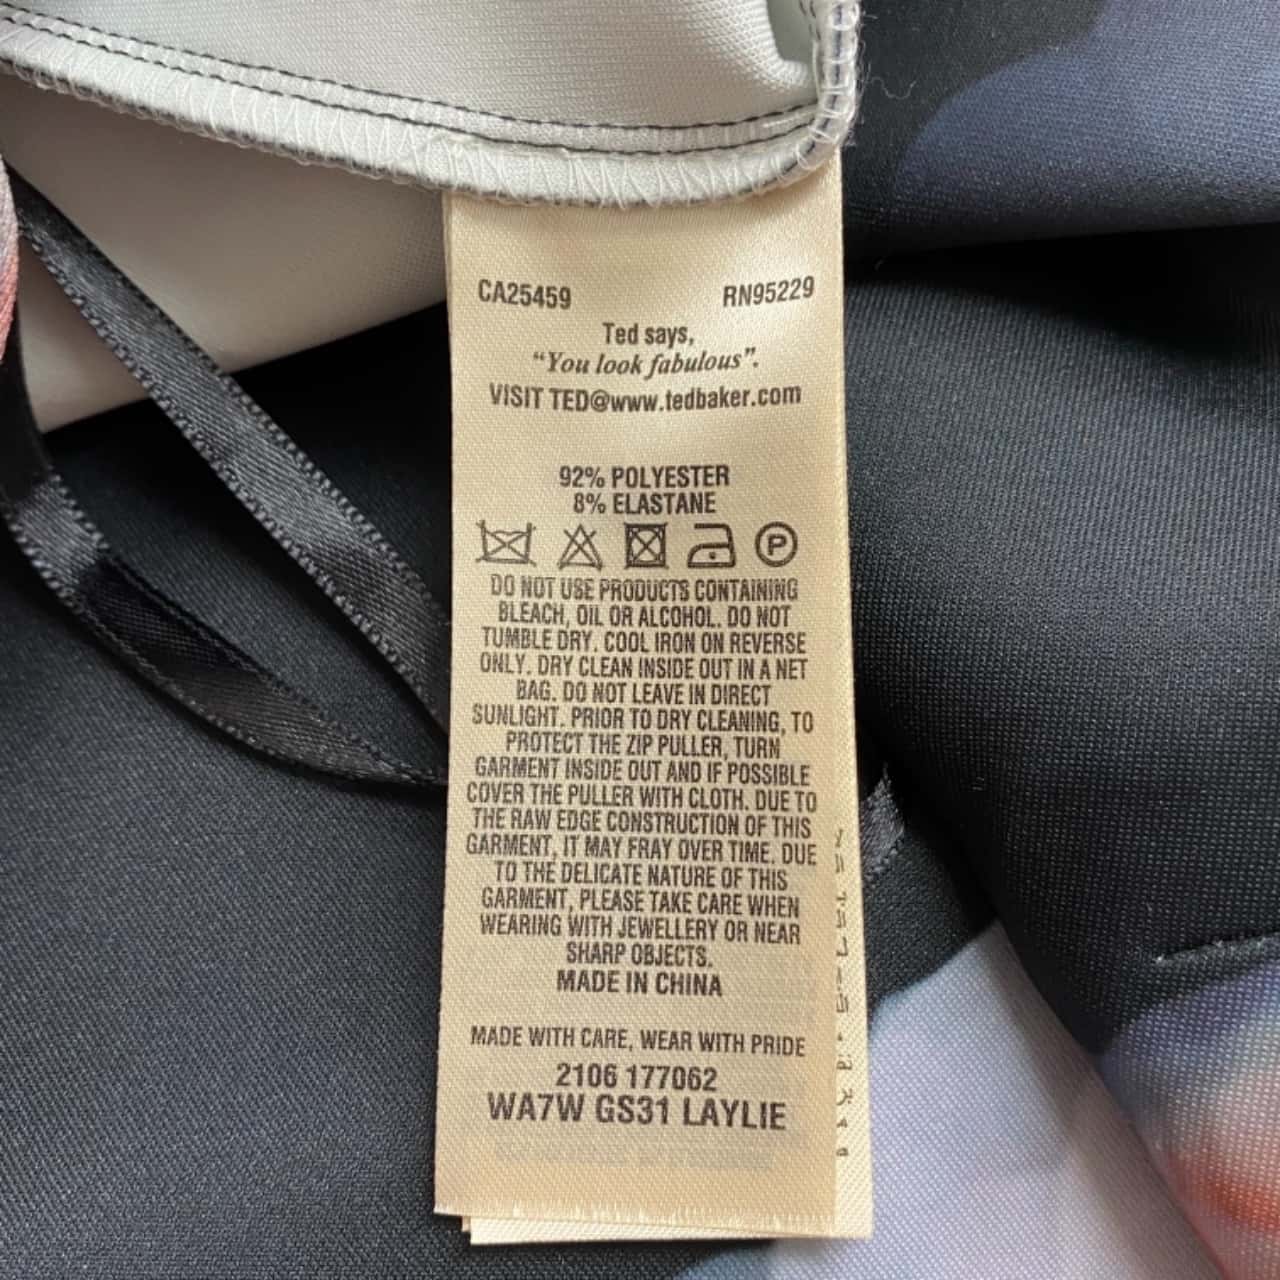 CA25459 RN95229
Ted says,
“You look fabulous”.
VISIT TED@www.tedbaker.com
92% POLYESTER
8% ELASTANE
P
DO NOT USE PRODUCTS CONTAINING
BLEACH, OIL OR ALCOHOL. DO NOT
TUMBLE DRY. COOL IRON ON REVERSE
ONLY. DRY CLEAN INSIDE OUT IN A NET
BAG. DO NOT LEAVE IN DIRECT
SUNLIGHT. PRIOR TO DRY CLEANING, TO
PROTECT THE ZIP PULLER, TURN
GARMENT INSIDE OUT AND IF POSSIBLE
COVER THE PULLER WITH CLOTH. DUE TO
THE RAW EDGE CONSTRUCTION OF THIS
GARMENT, IT MAY FRAY OVER TIME. DUE
TO THE DELICATE NATURE OF THIS
GARMENT, PLEASE TAKE CARE WHEN
WEARING WITH JEWELLERY OR NEAR
SHARP OBJECTS.
MADE IN CHINA
MADE WITH CARE, WEAR WITH PRIDE
2106 177062
WA7W GS31 LAYLIE